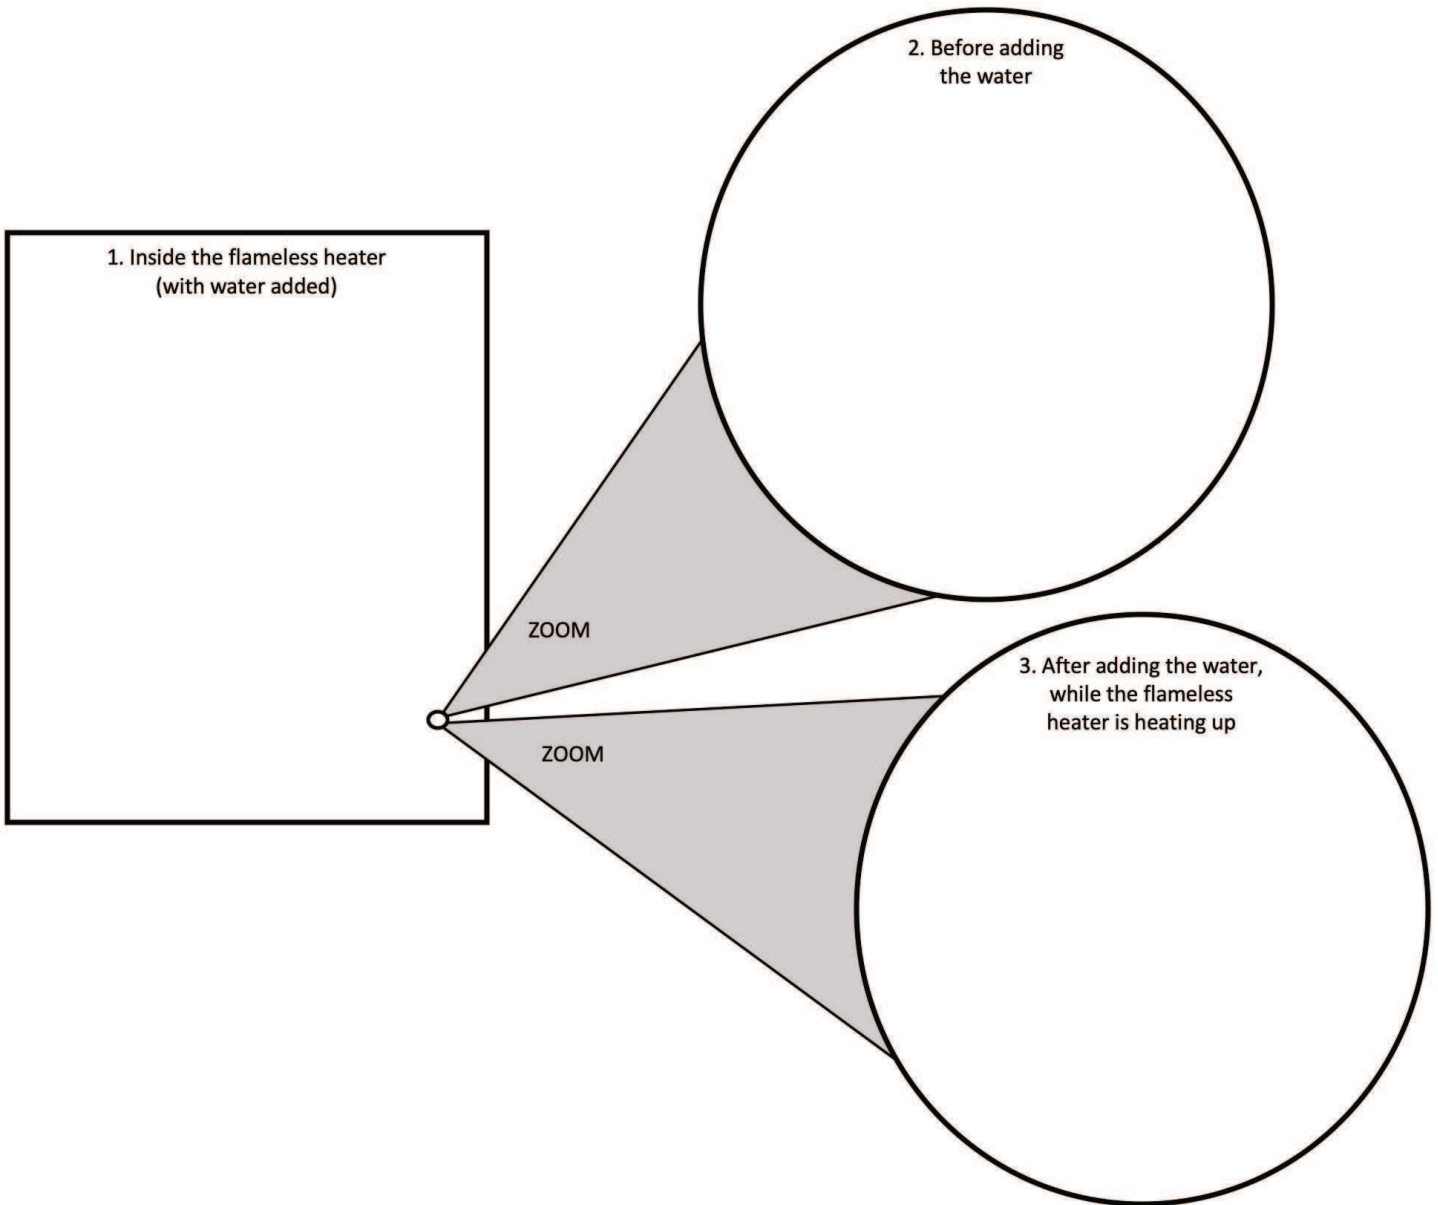 2. Before adding
the water
1. Inside the flameless heater
(with water added)
ZOOM
3. After adding the water,
while the flameless
heater is heating up
ZOOM